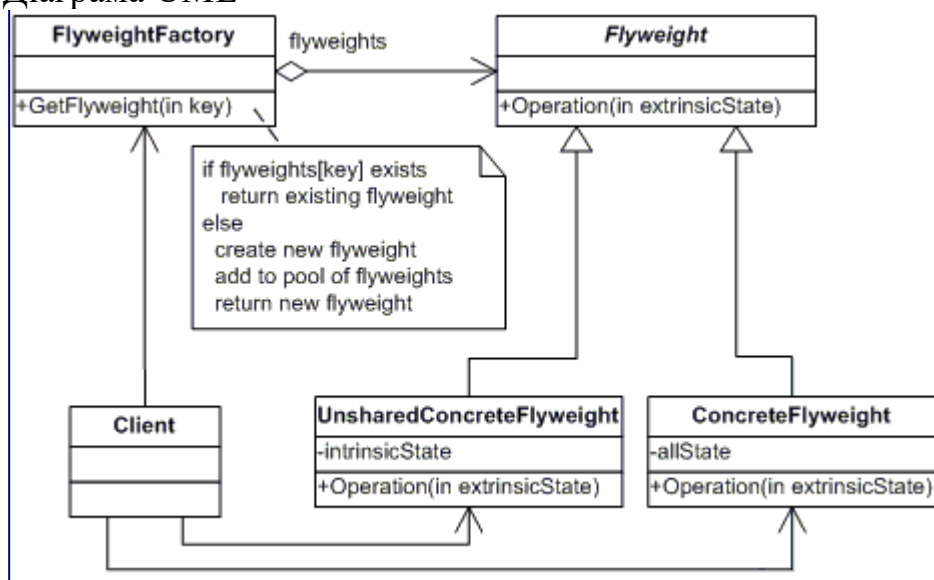 Діаграма UML
FlyweightFactory
+GetFlyweight(in key)
flyweights
Flyweight
+Operation(in extrinsicState)
if flyweights[key] exists
return existing flyweight
else
create new flyweight
add to pool of flyweights
return new flyweight
Client
UnsharedConcreteFlyweight
-intrinsicState
+Operation(in extrinsicState)
ConcreteFlyweight
-allState
+Operation(in extrinsicState)